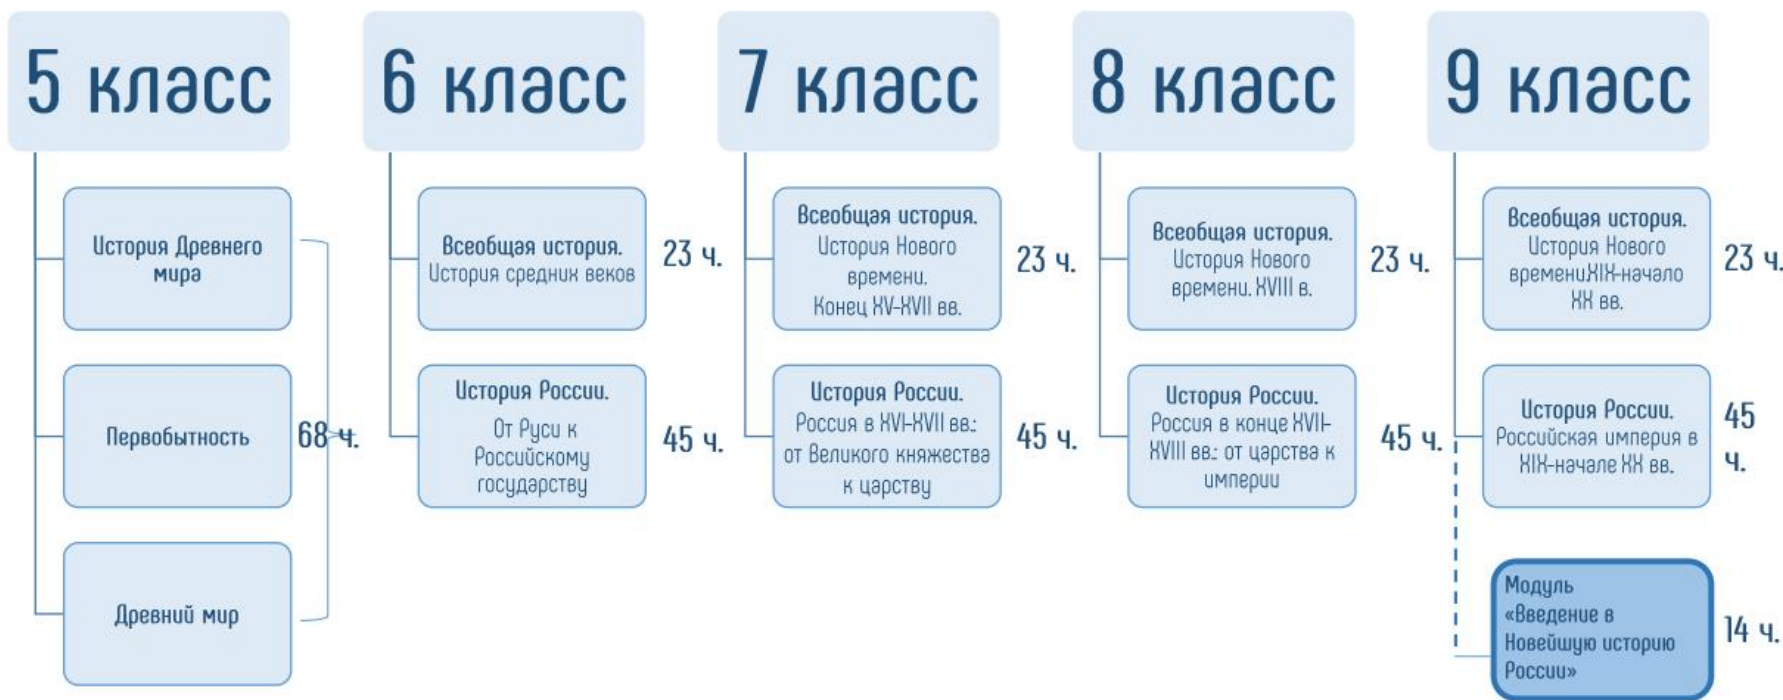 5 класс
История Древнего
мира
Первобытность
68 ч.
Древний мир
6 класс
Всеобщая история.
История средних веков
23 ч.
История России.
От Руси к
Российскому
государству
45 ч.
7 класс
Всеобщая история.
История Нового
времени.
Конец XV-XVII вв.
23 ч.
История России.
Россия в XVI-XVII вв.:
от Великого княжества
к царству
45 ч.
8 класс
Всеобщая история.
История Нового
времени. XVIII в.
23 ч.
История России.
Россия в конце XVII-
XVIII вв.: от царства к
империи
45 ч.
9 класс
Всеобщая история.
История Нового
времени.XIX-начало
XX вв.
23 ч.
История России.
Российская империя в
XIX-начале XX вв.
45
ч.
Модуль
«Введение в
Новейшую историю
России»
14 ч.